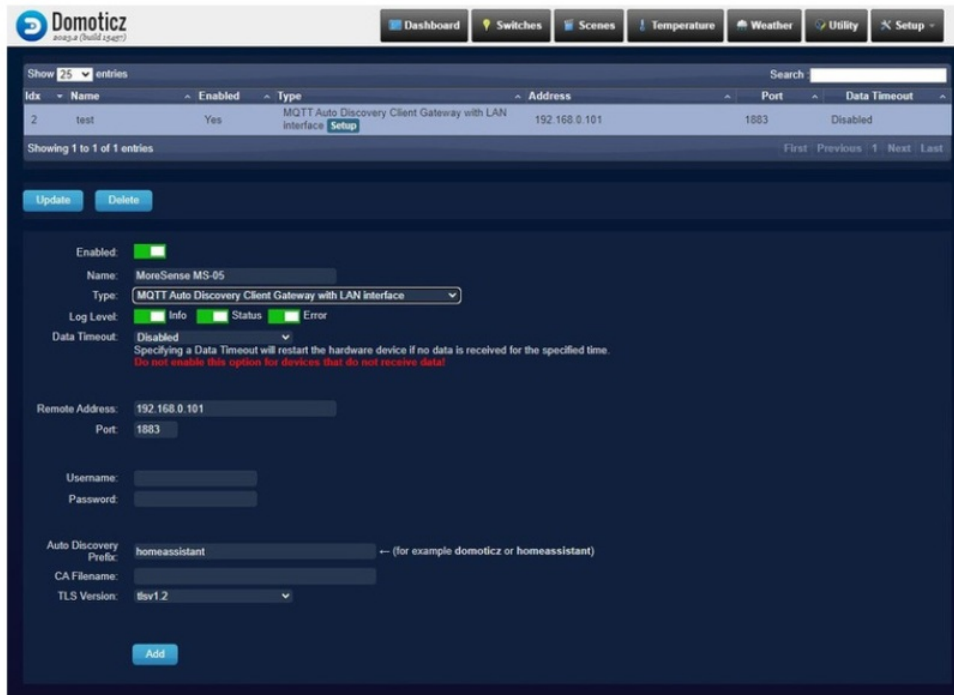 Domoticz
2023.2 (build 15457)
Dashboard Switches Scenes Temperature Weather Utility Setup
Show 25 entries Search:
Idx Name Enabled Type Address Port Data Timeout
2 test Yes MQTT Auto Discovery Client Gateway with LAN interface Setup 192.168.0.101 1883 Disabled
Showing 1 to 1 of 1 entries First Previous 1 Next Last
Update Delete
Enabled:
Name: MoreSense MS-05
Type: MQTT Auto Discovery Client Gateway with LAN interface
Log Level: Info Status Error
Data Timeout: Disabled
Specifying a Data Timeout will restart the hardware device if no data is received for the specified time.
Do not enable this option for devices that do not receive data!
Remote Address: 192.168.0.101
Port: 1883
Username:
Password:
Auto Discovery Prefix: homeassistant ← (for example domoticz or homeassistant)
CA Filename:
TLS Version: tlsv1.2
Add